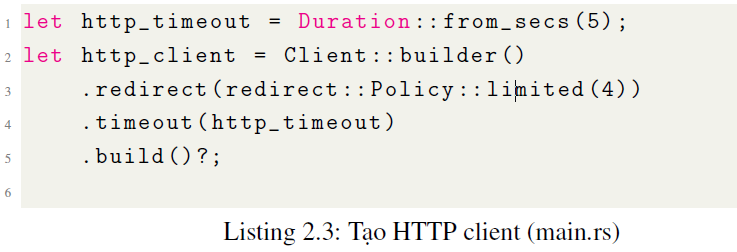 1 let http_timeout = Duration::from_secs(5);
2 let http_client = Client::builder()
3     .redirect(redirect::Policy::limited(4))
4     .timeout(http_timeout)
5     .build()?;
6
Listing 2.3: Tạo HTTP client (main.rs)